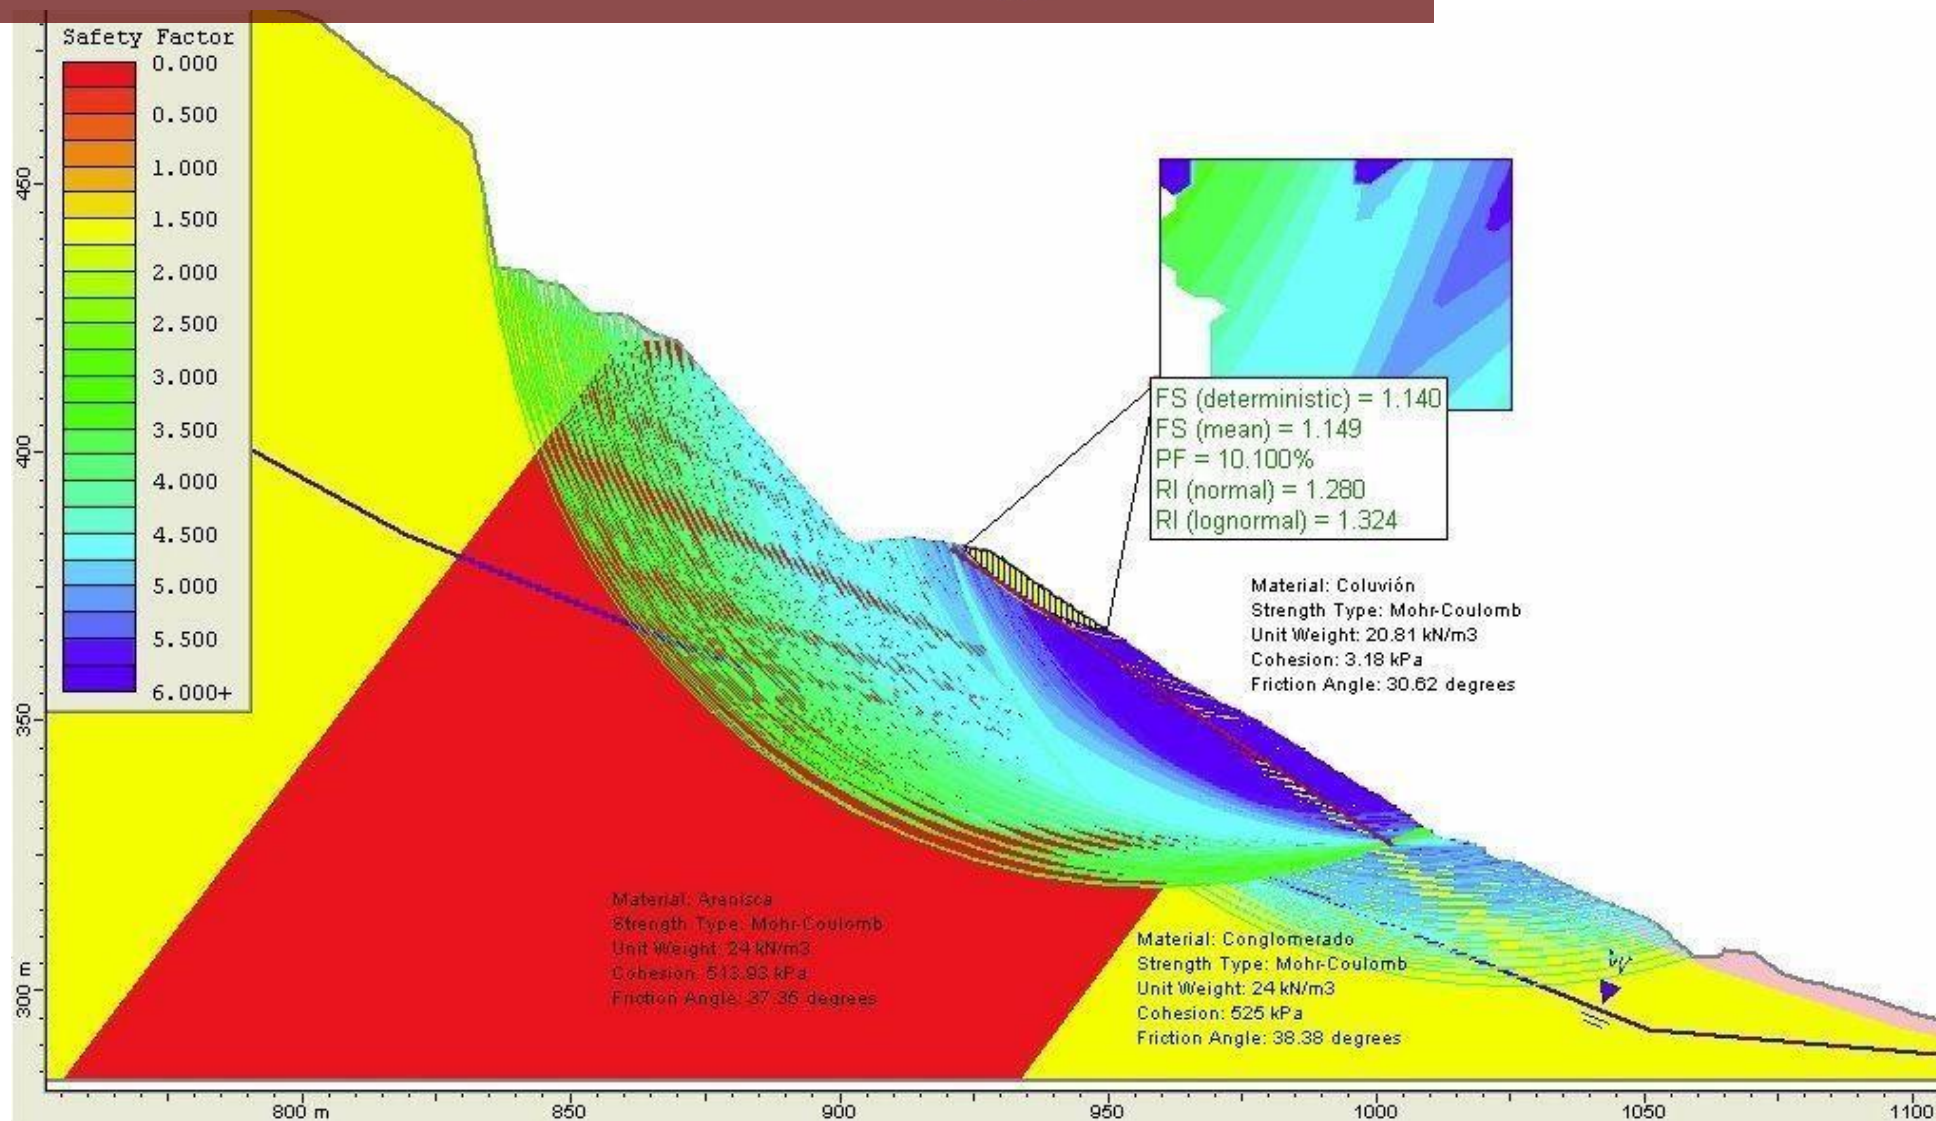 Safety Factor
0.000
0.500
1.000
1.500
2.000
2.500
3.000
3.500
4.000
4.500
5.000
5.500
6.000+
450
400
350
300 m
FS (deterministic) = 1.140
FS (mean) = 1.149
PF = 10.100%
RI (normal) = 1.280
RI (lognormal) = 1.324
Material: Coluvión
Strength Type: Mohr-Coulomb
Unit Weight: 20.81 kN/m3
Cohesion: 3.18 kPa
Friction Angle: 30.62 degrees
Material: Arenisca
Strength Type: Mohr-Coulomb
Unit Weight: 24 kN/m3
Cohesion: 513.93 kPa
Friction Angle: 37.35 degrees
Material: Conglomerado
Strength Type: Mohr-Coulomb
Unit Weight: 24 kN/m3
Cohesion: 525 kPa
Friction Angle: 38.38 degrees
W
800 m
850
900
950
1000
1050
1100